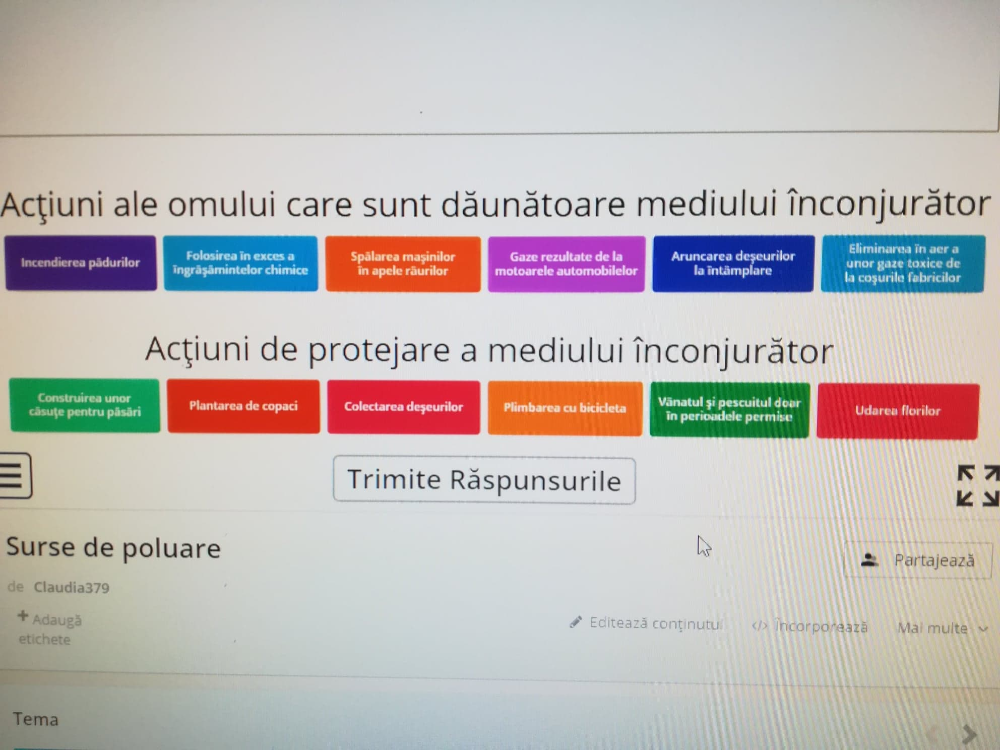 Acţiuni ale omului care sunt dăunătoare mediului înconjurător
Incendierea pădurilor
Folosirea în exces a
îngrăşămintelor chimice
Spălarea maşinilor
în apele râurilor
Gaze rezultate de la
motoarele automobilelor
Aruncarea deşeurilor
la întâmplare
Eliminarea în aer a
unor gaze toxice de
la coşurile fabricilor
Acţiuni de protejare a mediului înconjurător
Construirea unor
căsuţe pentru păsări
Plantarea de copaci
Colectarea deşeurilor
Plimbarea cu bicicleta
Vânatul şi pescuitul doar
în perioadele permise
Udarea florilor
Trimite Răspunsurile
Surse de poluare
Partajează
de Claudia379
+ Adaugă
etichete
Editează conţinutul
</> Încorporează
Mai multe
Tema